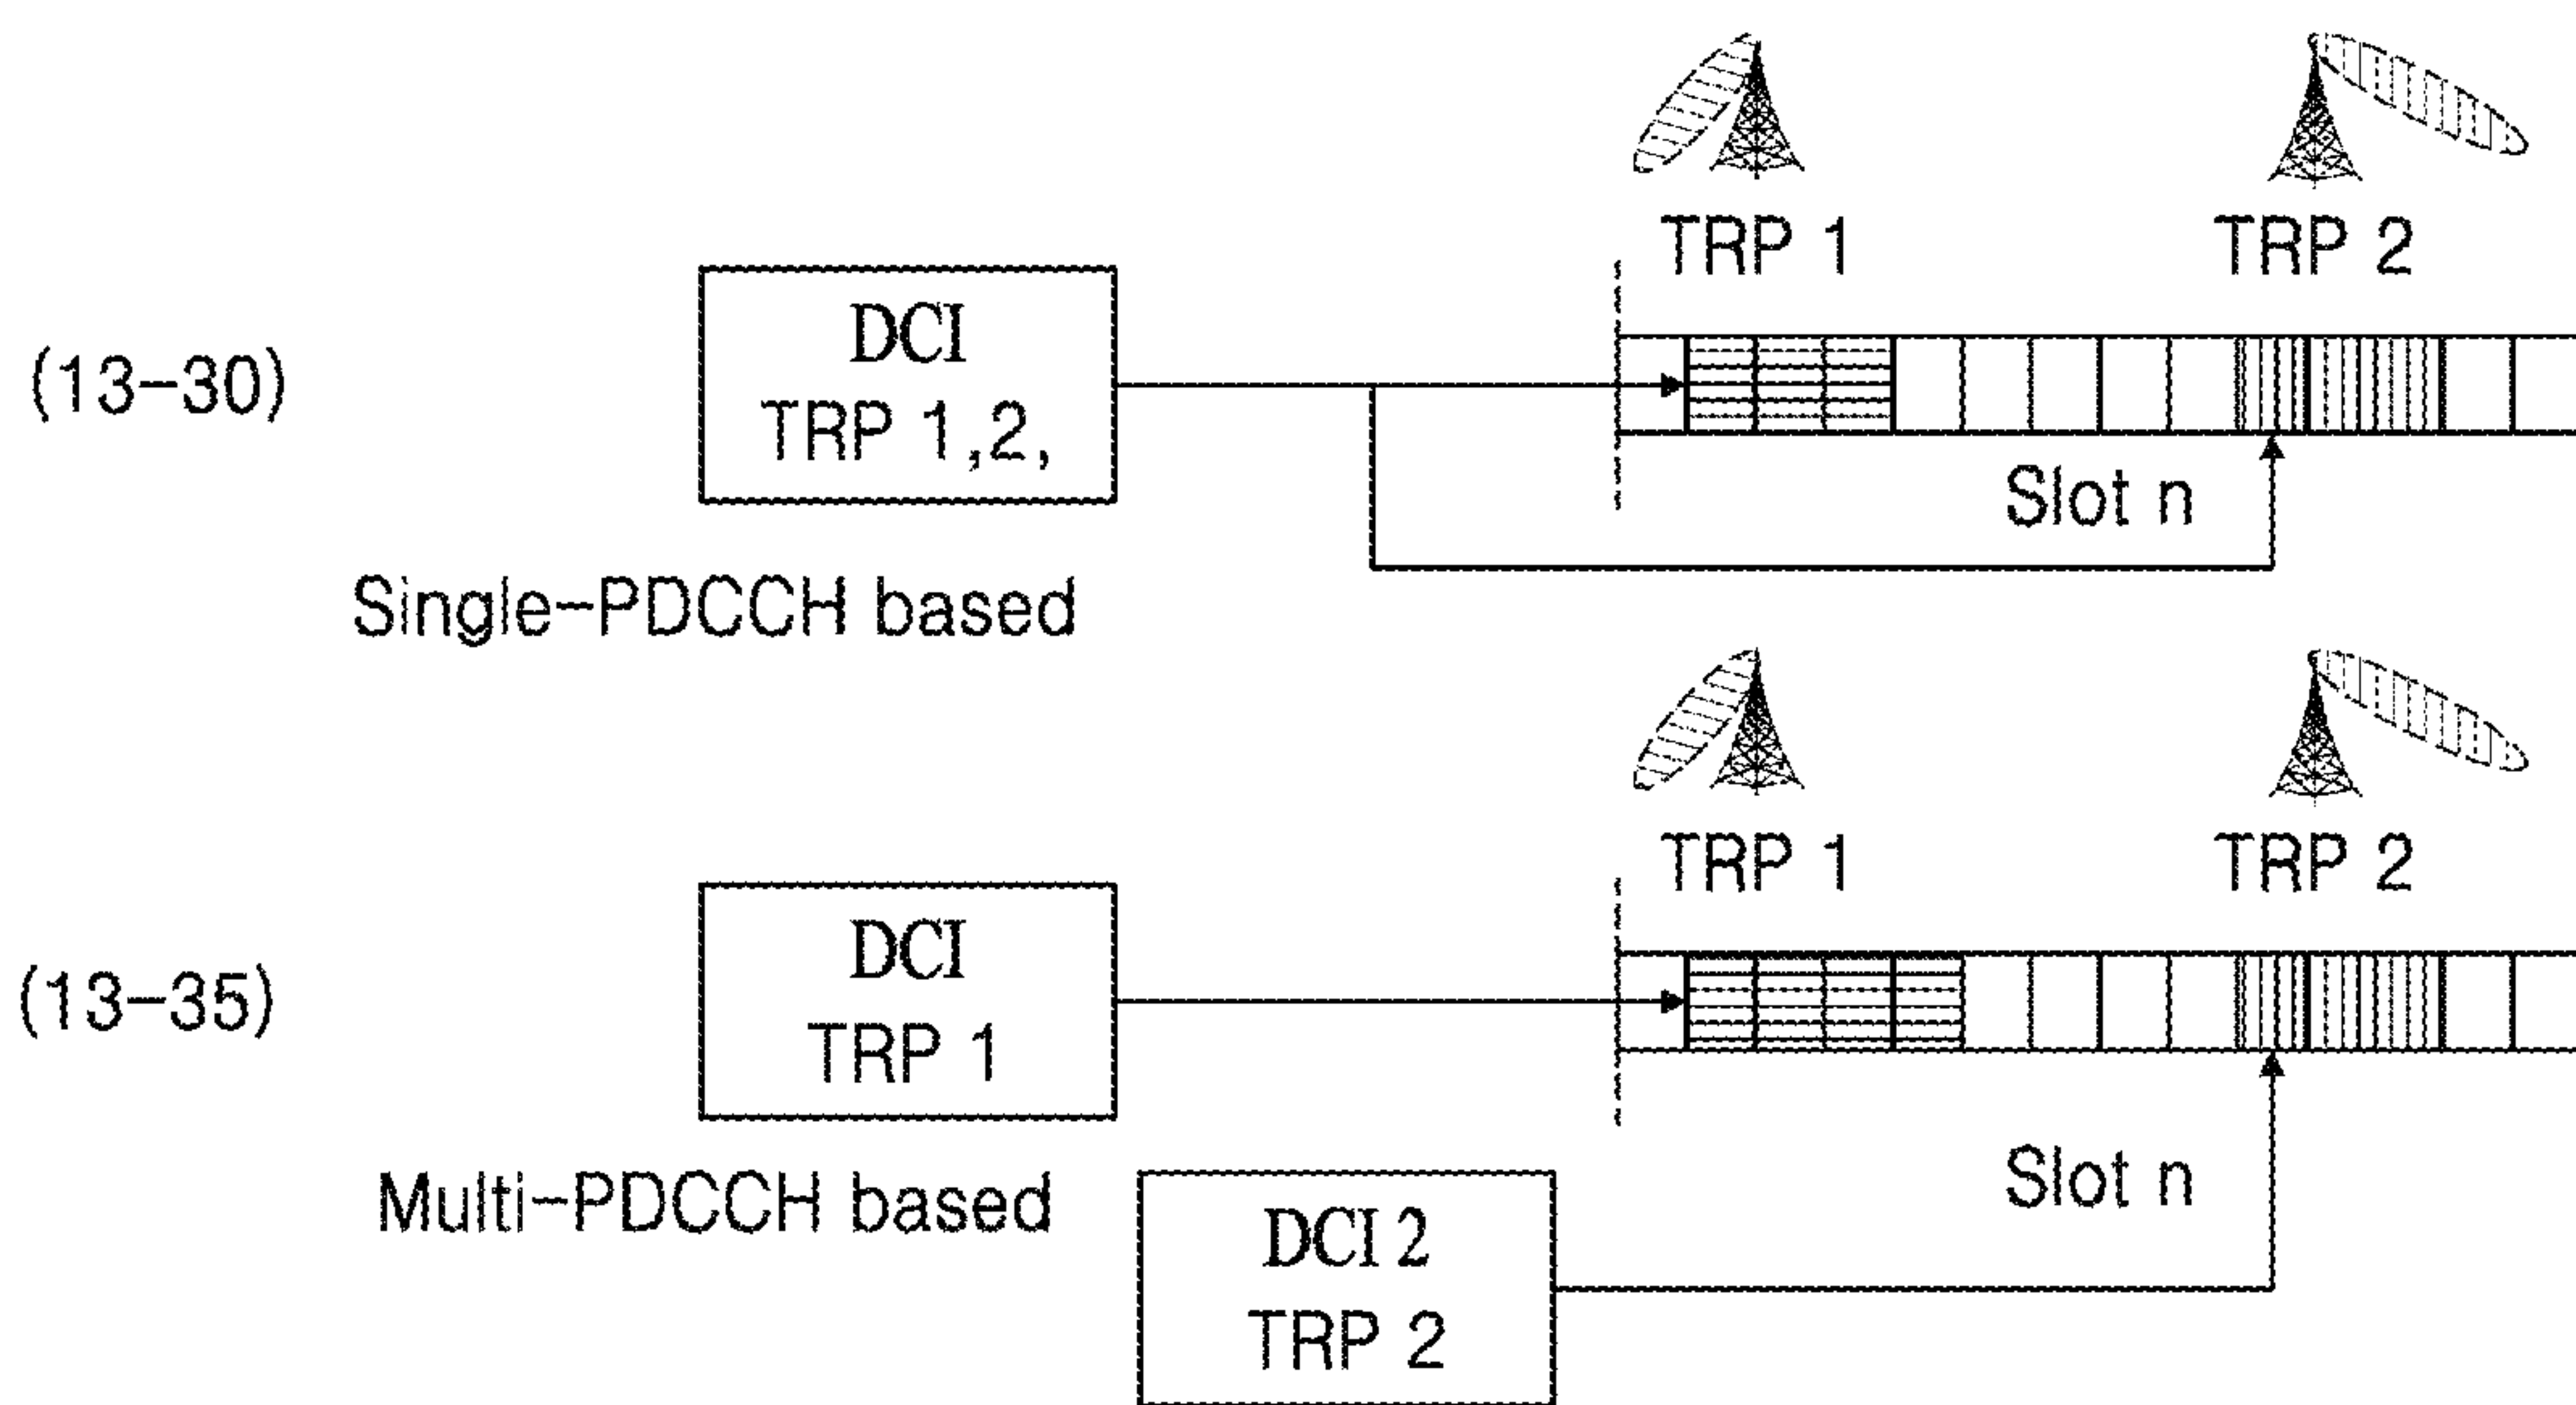 TRP 1
TRP 2
(13-30)
DCI
TRP 1,2,
Slot n
Single-PDCCH based
TRP 1
TRP 2
(13-35)
DCI
TRP 1
Slot n
Multi-PDCCH based
DCI 2
TRP 2